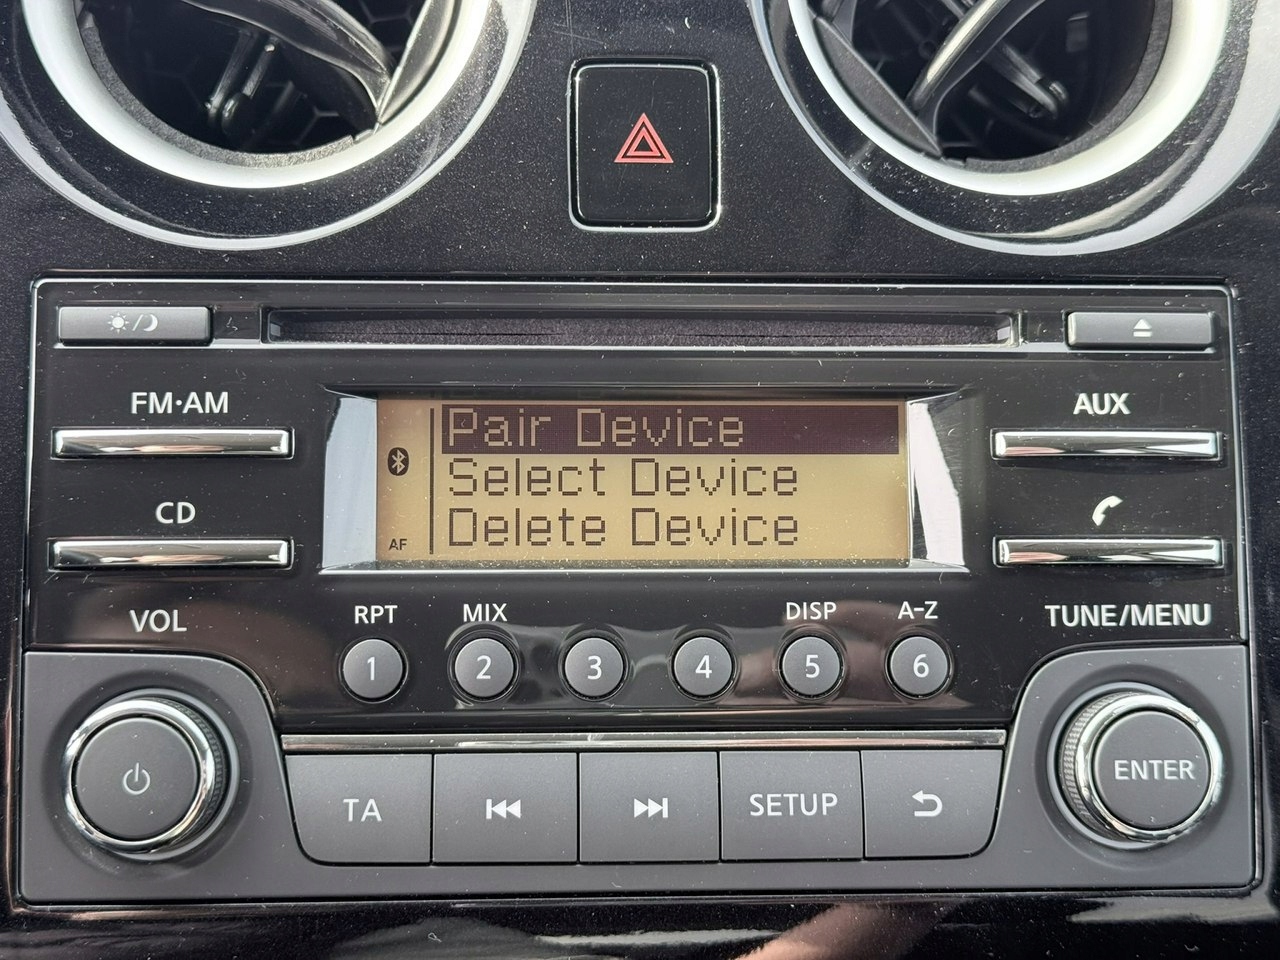 FM·AM
AUX
Pair Device
Select Device
Delete Device
AF
CD
VOL
RPT
MIX
DISP
A-Z
TUNE/MENU
1
2
3
4
5
6
TA
SETUP
ENTER